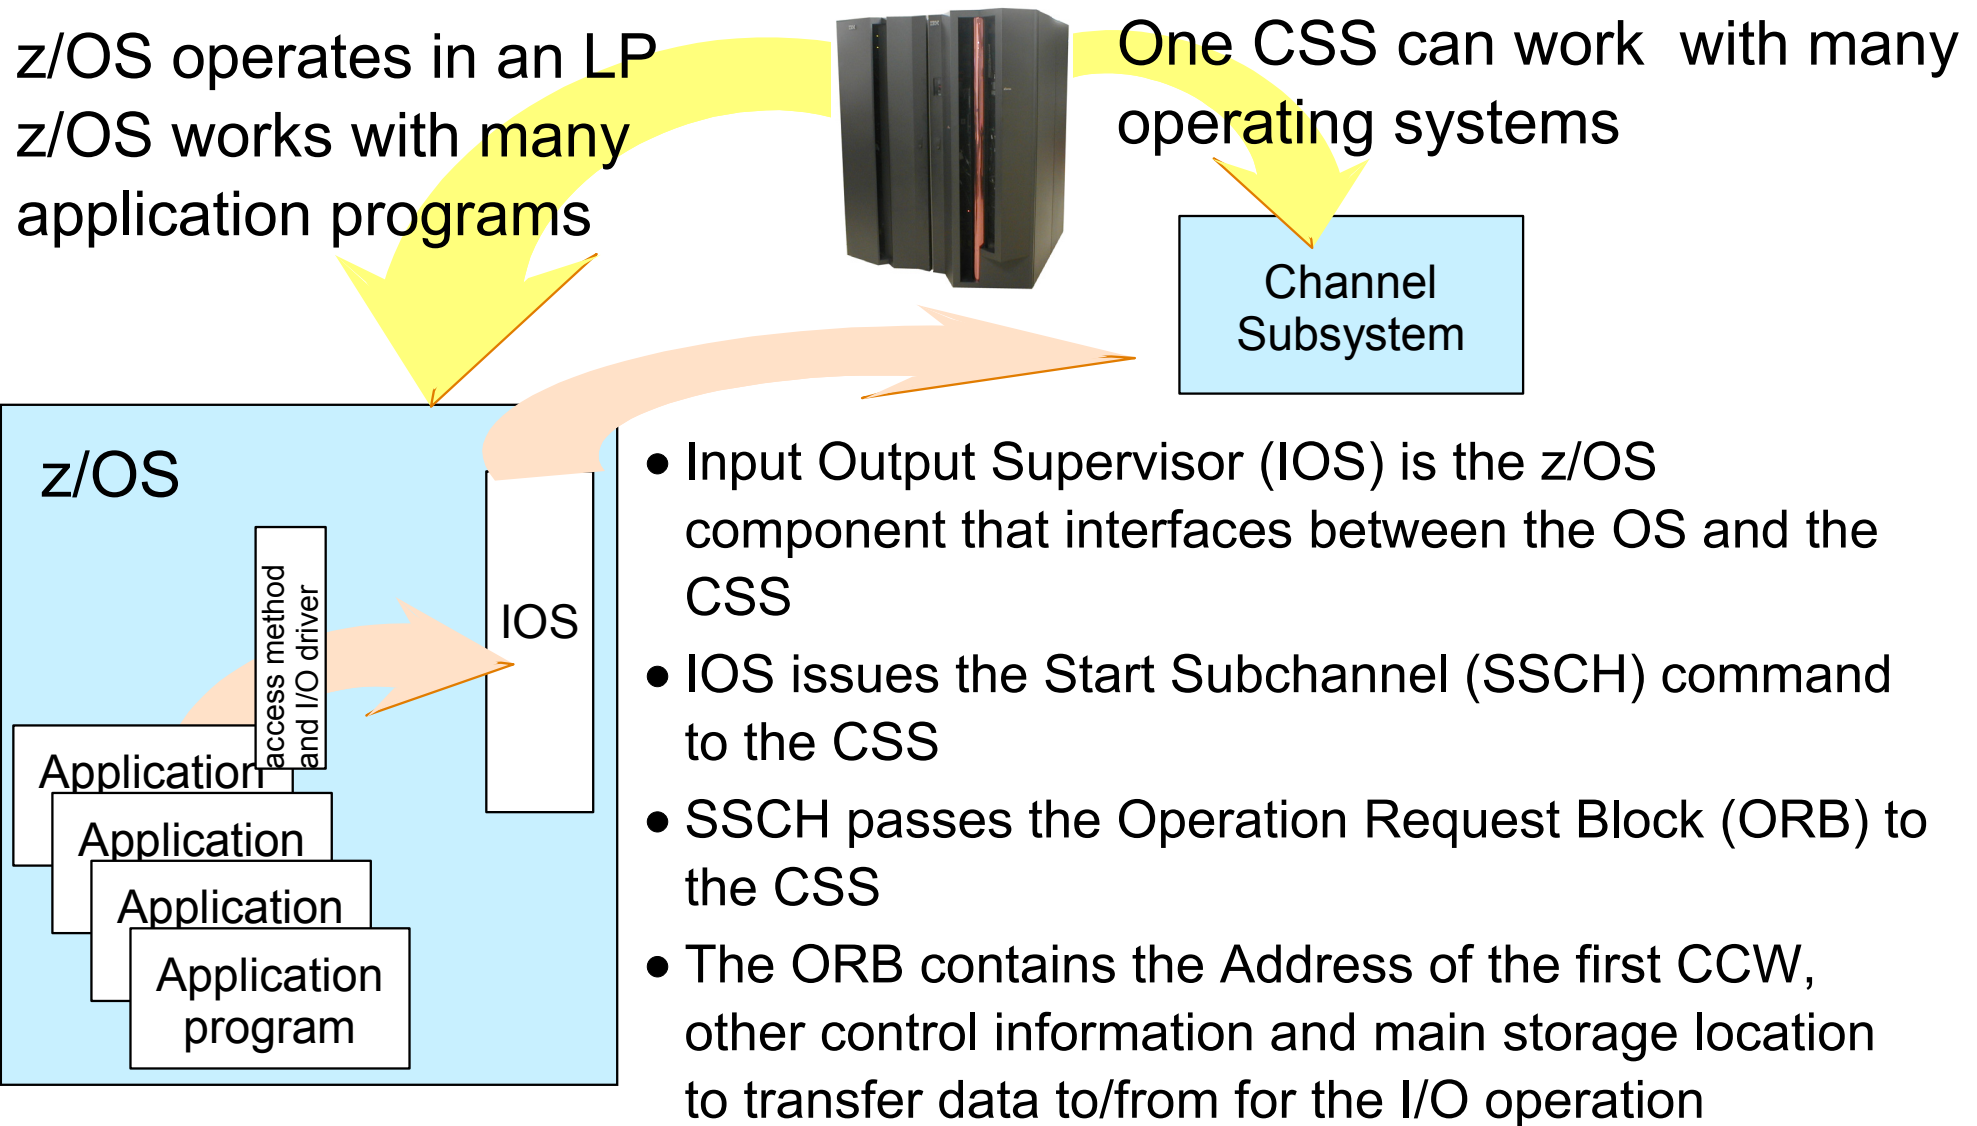 z/OS operates in an LP
z/OS works with many
application programs
One CSS can work  with many
operating systems
Channel
Subsystem
z/OS
access method
and I/O driver
IOS
Application
Application
Application
Application
program
● Input Output Supervisor (IOS) is the z/OS
component that interfaces between the OS and the
CSS
● IOS issues the Start Subchannel (SSCH) command
to the CSS
● SSCH passes the Operation Request Block (ORB) to
the CSS
● The ORB contains the Address of the first CCW,
other control information and main storage location
to transfer data to/from for the I/O operation